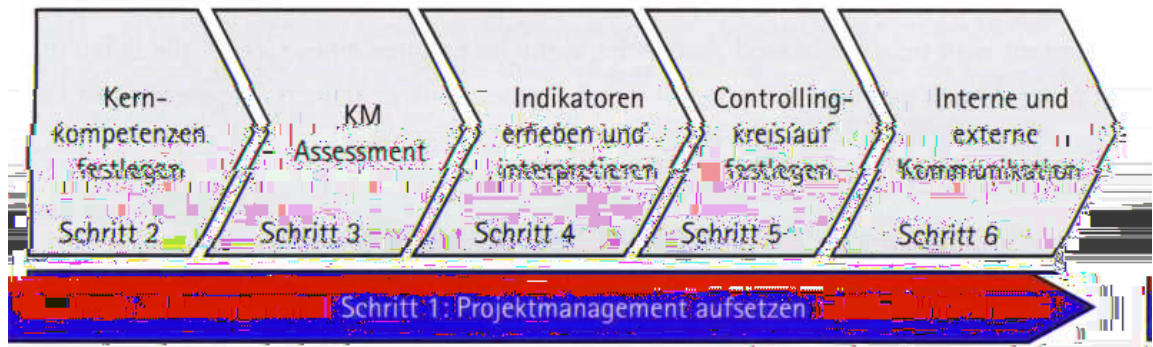 Kern-
kompetenzen
festlegen
Schritt 2
KM
Assessment
Schritt 3
Indikatoren
erheben und
interpretieren
Schritt 4
Controlling-
kreislauf
festlegen
Schritt 5
Interne und
externe
Kommunikation
Schritt 6
Schritt 1: Projektmanagement aufsetzen